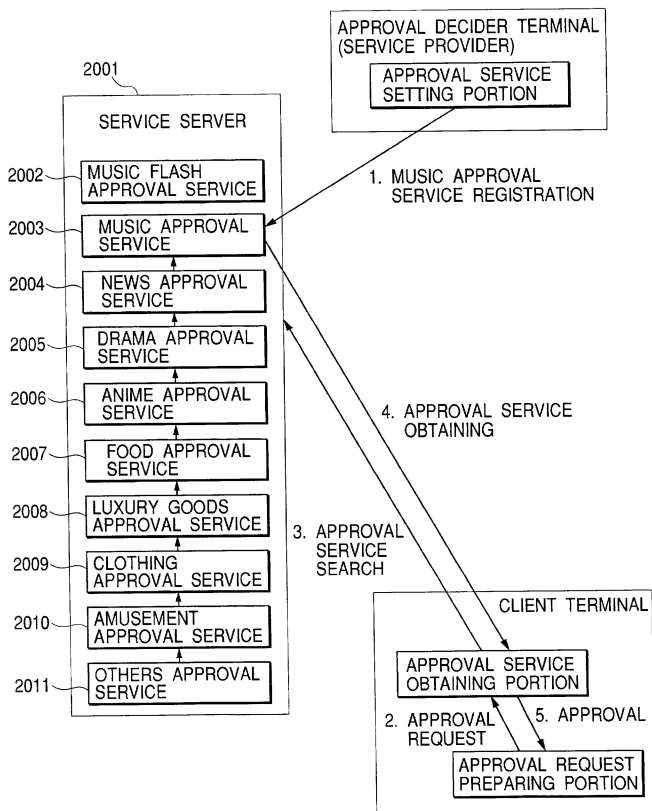 APPROVAL DECIDER TERMINAL
(SERVICE PROVIDER)
APPROVAL SERVICE
SETTING PORTION
2001
SERVICE SERVER
2002
MUSIC FLASH
APPROVAL SERVICE
2003
MUSIC APPROVAL
SERVICE
2004
NEWS APPROVAL
SERVICE
2005
DRAMA APPROVAL
SERVICE
2006
ANIME APPROVAL
SERVICE
2007
FOOD APPROVAL
SERVICE
2008
LUXURY GOODS
APPROVAL SERVICE
2009
CLOTHING
APPROVAL SERVICE
2010
AMUSEMENT
APPROVAL SERVICE
2011
OTHERS APPROVAL
SERVICE
1. MUSIC APPROVAL
SERVICE REGISTRATION
4. APPROVAL SERVICE
OBTAINING
3. APPROVAL
SERVICE
SEARCH
CLIENT TERMINAL
APPROVAL SERVICE
OBTAINING PORTION
2. APPROVAL
REQUEST
5. APPROVAL
APPROVAL REQUEST
PREPARING PORTION